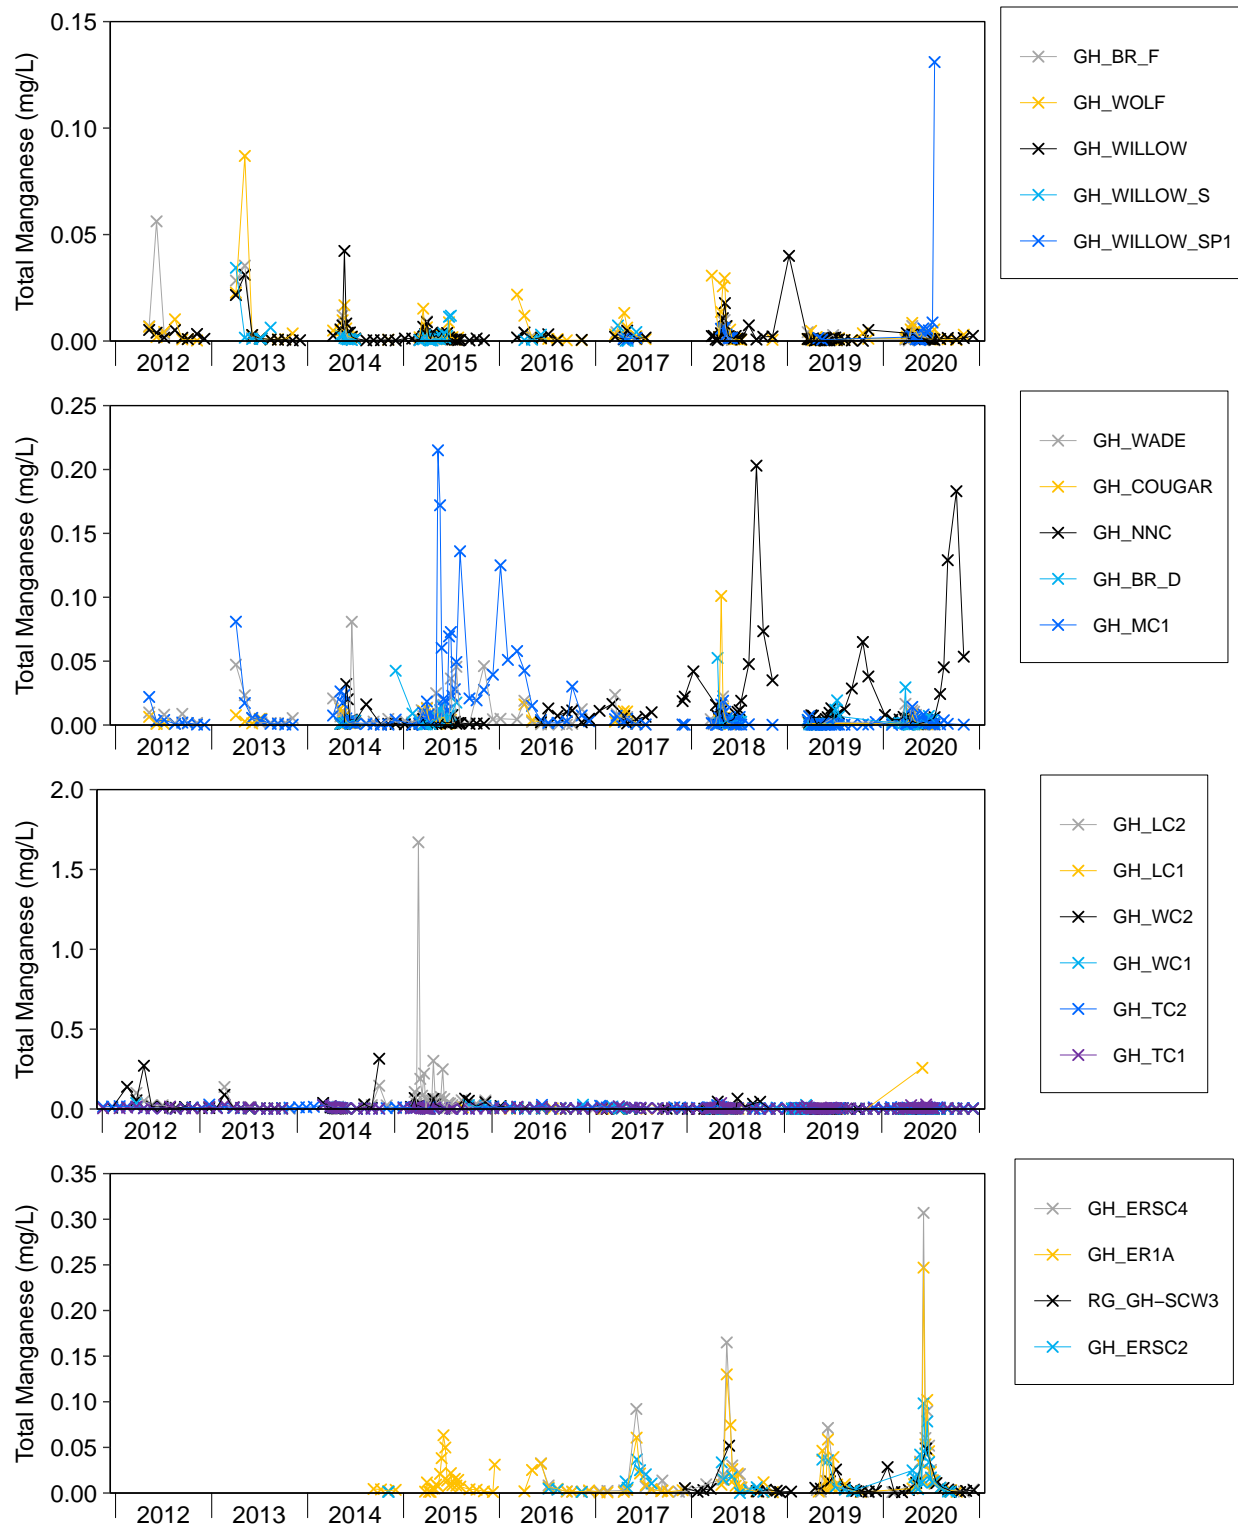 Total Manganese (mg/L)
0.15
0.10
0.05
0.00
2012 2013 2014 2015 2016 2017 2018 2019 2020
GH_BR_F
GH_WOLF
GH_WILLOW
GH_WILLOW_S
GH_WILLOW_SP1
Total Manganese (mg/L)
0.25
0.20
0.15
0.10
0.05
0.00
2012 2013 2014 2015 2016 2017 2018 2019 2020
GH_WADE
GH_COUGAR
GH_NNC
GH_BR_D
GH_MC1
Total Manganese (mg/L)
2.0
1.5
1.0
0.5
0.0
2012 2013 2014 2015 2016 2017 2018 2019 2020
GH_LC2
GH_LC1
GH_WC2
GH_WC1
GH_TC2
GH_TC1
Total Manganese (mg/L)
0.35
0.30
0.25
0.20
0.15
0.10
0.05
0.00
2012 2013 2014 2015 2016 2017 2018 2019 2020
GH_ERSC4
GH_ER1A
RG_GH−SCW3
GH_ERSC2